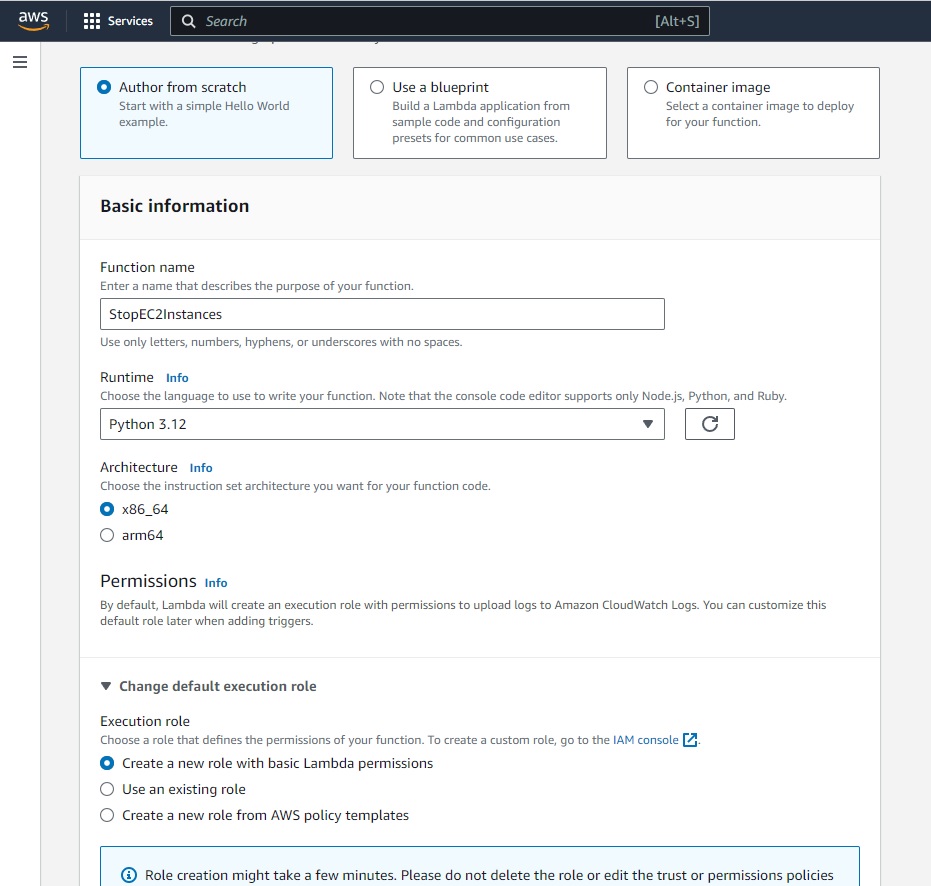 aws
Services
Search
[Alt+S]
Author from scratch
Start with a simple Hello World
example.
Use a blueprint
Build a Lambda application from
sample code and configuration
presets for common use cases.
Container image
Select a container image to deploy
for your function.
Basic information
Function name
Enter a name that describes the purpose of your function.
StopEC2Instances
Use only letters, numbers, hyphens, or underscores with no spaces.
Runtime Info
Choose the language to use to write your function. Note that the console code editor supports only Node.js, Python, and Ruby.
Python 3.12
Architecture Info
Choose the instruction set architecture you want for your function code.
x86_64
arm64
Permissions Info
By default, Lambda will create an execution role with permissions to upload logs to Amazon CloudWatch Logs. You can customize this
default role later when adding triggers.
Change default execution role
Execution role
Choose a role that defines the permissions of your function. To create a custom role, go to the IAM console.
Create a new role with basic Lambda permissions
Use an existing role
Create a new role from AWS policy templates
Role creation might take a few minutes. Please do not delete the role or edit the trust or permissions policies